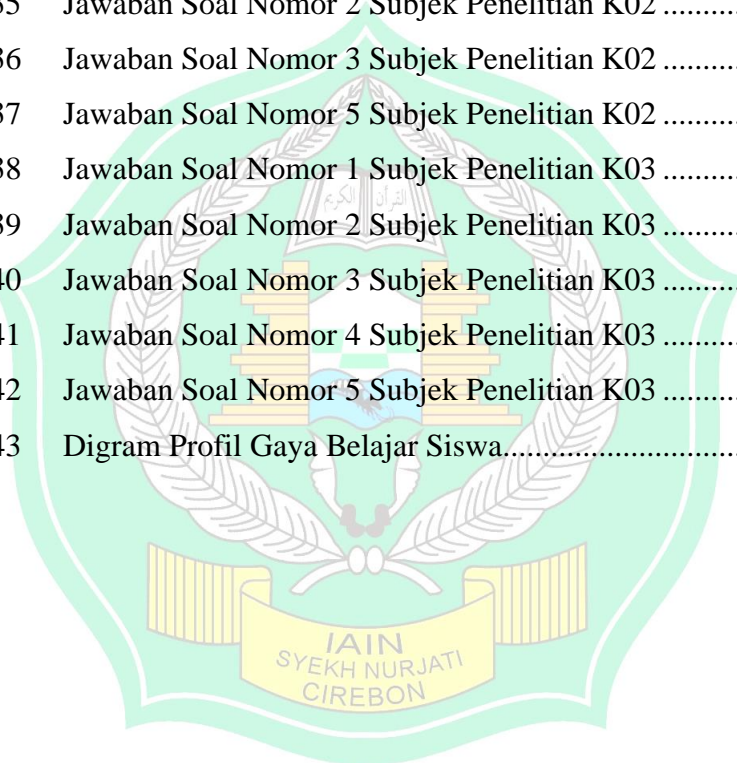 35 Jawaban Soal Nomor 2 Subjek Penelitian K02 ..........
36 Jawaban Soal Nomor 3 Subjek Penelitian K02 ..........
37 Jawaban Soal Nomor 5 Subjek Penelitian K02 ..........
38 Jawaban Soal Nomor 1 Subjek Penelitian K03 ..........
39 Jawaban Soal Nomor 2 Subjek Penelitian K03 ..........
40 Jawaban Soal Nomor 3 Subjek Penelitian K03 ..........
41 Jawaban Soal Nomor 4 Subjek Penelitian K03 ..........
42 Jawaban Soal Nomor 5 Subjek Penelitian K03 ..........
43 Digram Profil Gaya Belajar Siswa..............................
القرآن الكريم
IAIN
SYEKH NURJATI
CIREBON